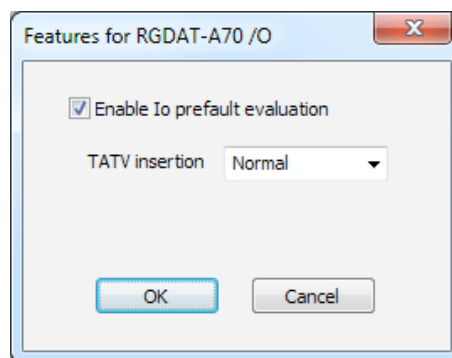 Features for RGDAT-A70 /O
Enable Io prefault evaluation
TATV insertion Normal
OK Cancel